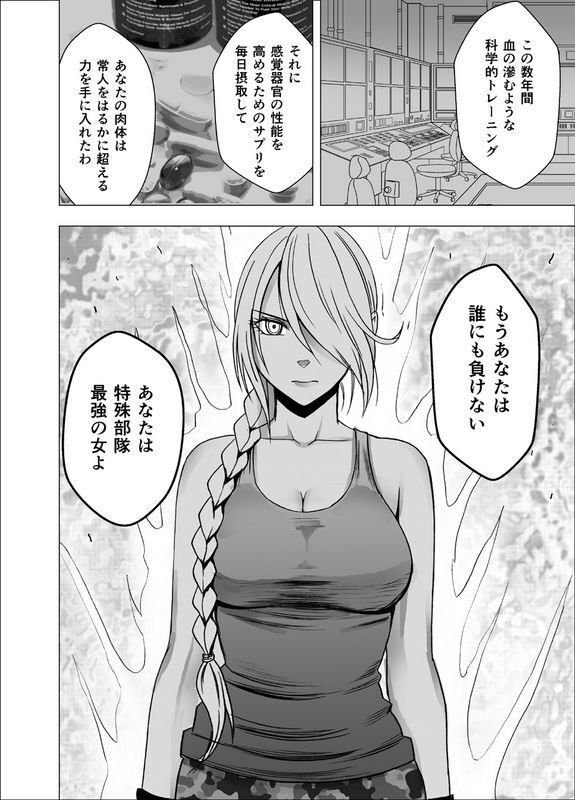 この数年間
血の滲むような
科学的トレーニング
それに
感覚器官の性能を
高めるためのサプリを
毎日摂取して
あなたの肉体は
常人をはるかに超える
力を手に入れたわ
もうあなたは
誰にも負けない
あなたは
特殊部隊
最強の女よ